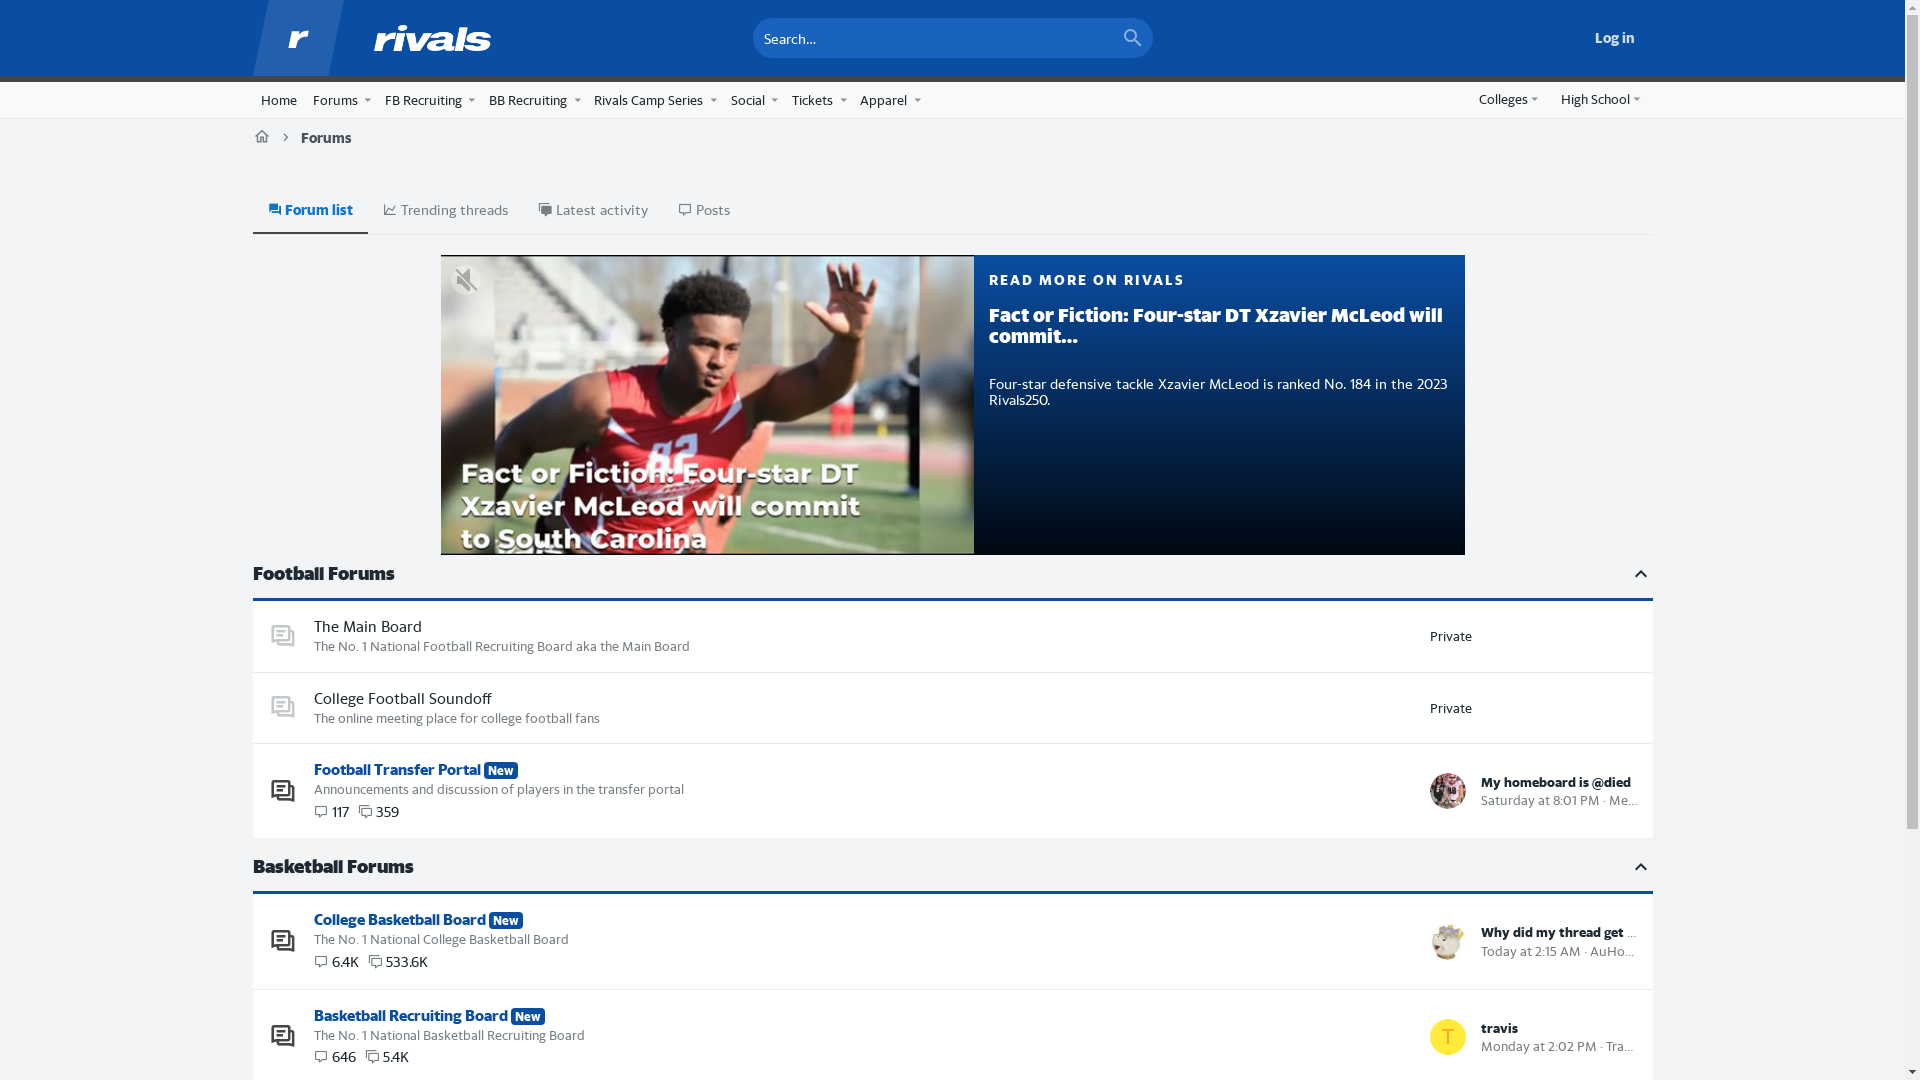 r
rivals
Search…
Log in
Home Forums FB Recruiting BB Recruiting Rivals Camp Series Social Tickets Apparel
Colleges High School
Forums
Forum list Trending threads Latest activity Posts
Fact or Fiction: Four-star DT
Xzavier McLeod will commit
to South Carolina
READ MORE ON RIVALS
Fact or Fiction: Four-star DT Xzavier McLeod will
commit...
Four-star defensive tackle Xzavier McLeod is ranked No. 184 in the 2023
Rivals250.
Football Forums
The Main Board
The No. 1 National Football Recruiting Board aka the Main Board
Private
College Football Soundoff
The online meeting place for college football fans
Private
Football Transfer Portal New
Announcements and discussion of players in the transfer portal
117 359
My homeboard is @died
Saturday at 8:01 PM · Me…
Basketball Forums
College Basketball Board New
The No. 1 National College Basketball Board
6.4K 533.6K
Why did my thread get …
Today at 2:15 AM · AuHo…
Basketball Recruiting Board New
The No. 1 National Basketball Recruiting Board
646 5.4K
T
travis
Monday at 2:02 PM · Tra…